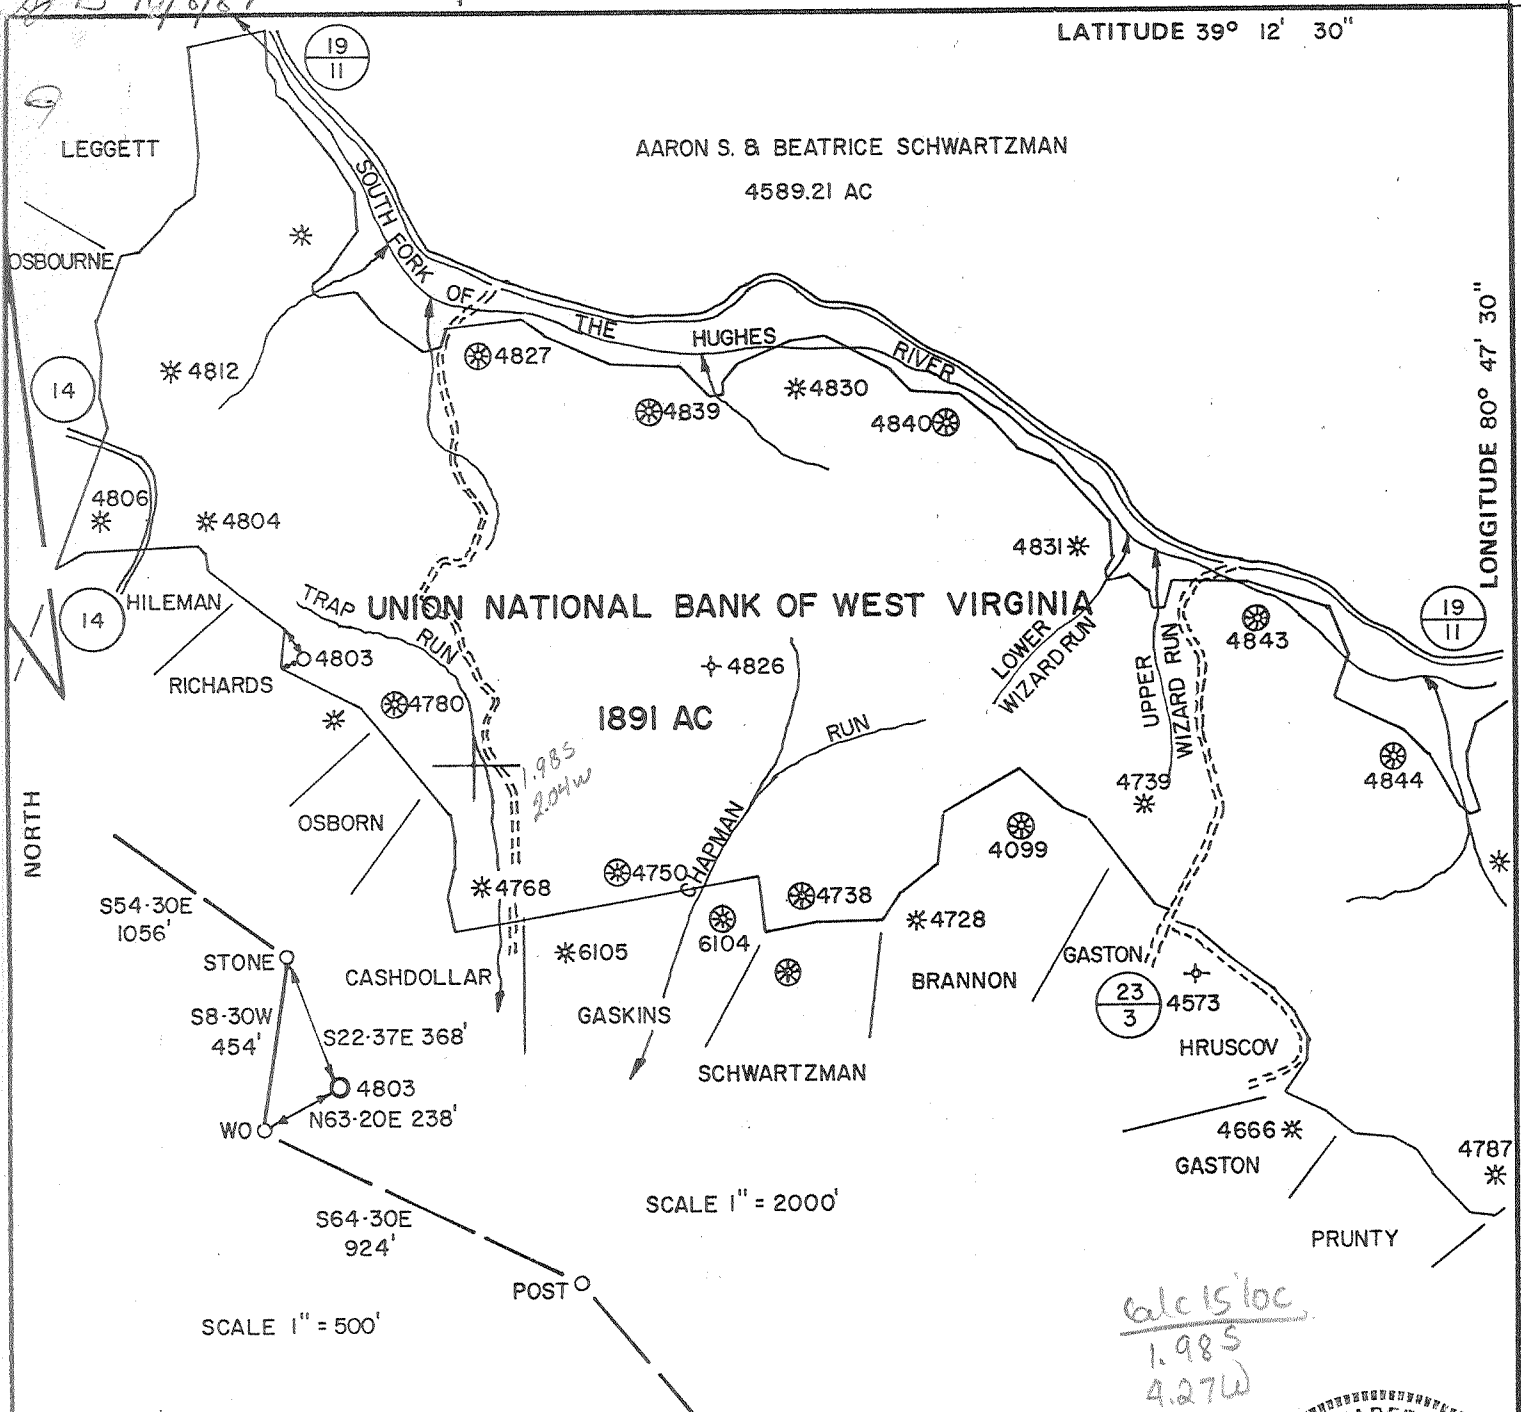 LATITUDE 39° 12' 30"
19
11
LEGGETT
AARON S. & BEATRICE SCHWARTZMAN
4589.21 AC
OSBOURNE
SOUTH FORK OF THE HUGHES RIVER
LONGITUDE 80° 47' 30"
4812
4827
4830
14
4839
4840
4806
4804
4831
HILEMAN
14
TRAP RUN
UNION NATIONAL BANK OF WEST VIRGINIA
LOWER
WIZARD RUN
UPPER
WIZARD RUN
19
11
4843
4803
4826
RICHARDS
4780
1891 AC
CHAPMAN RUN
4844
1.98S
2.04W
4739
NORTH
OSBORN
4099
4768
4750
4738
4728
S54-30E
1056'
STONE
6105
6104
GASTON
CASHDOLLAR
BRANNON
23
3
4573
S8-30W
454'
GASKINS
S22-37E 368'
HRUSCOV
SCHWARTZMAN
4803
N63-20E 238'
WO
4666
GASTON
4787
S64-30E
924'
SCALE 1" = 2000'
PRUNTY
POST
SCALE 1" = 500'
Calc 15' loc.
1.98S
4.27W